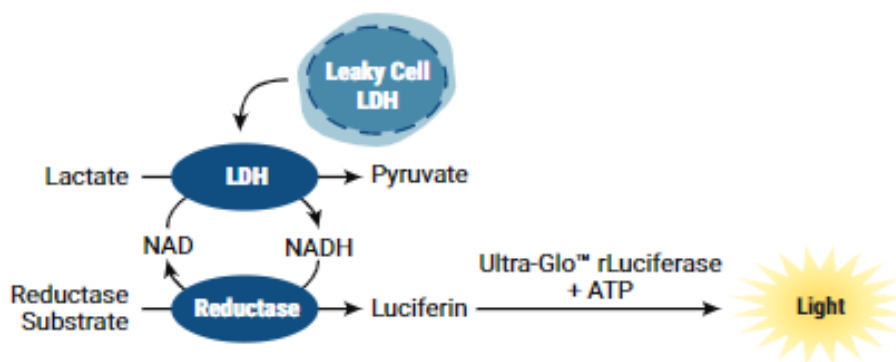 Leaky Cell
LDH
Lactate
LDH
Pyruvate
NAD
NADH
Ultra-Glo™ rLuciferase
+ ATP
Reductase
Substrate
Reductase
Luciferin
Light